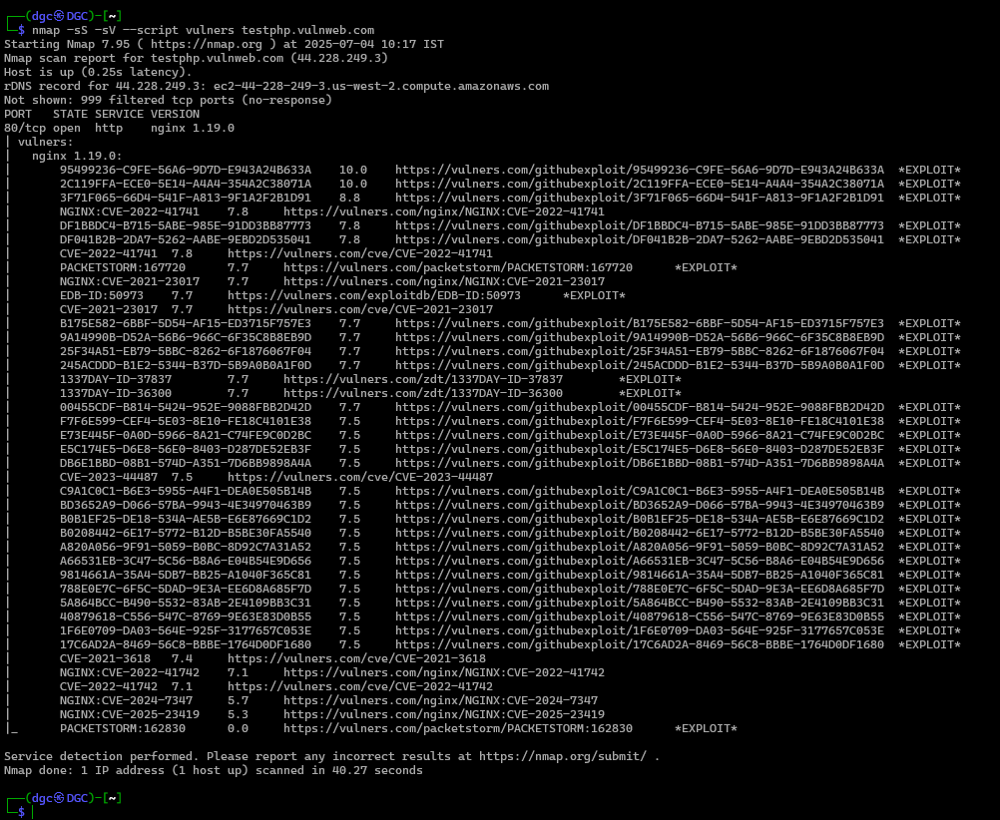 ┌──(dgc㉿DGC)-[~]
└─$ nmap -sS -sV --script vulners testphp.vulnweb.com
Starting Nmap 7.95 ( https://nmap.org ) at 2025-07-04 10:17 IST
Nmap scan report for testphp.vulnweb.com (44.228.249.3)
Host is up (0.25s latency).
rDNS record for 44.228.249.3: ec2-44-228-249-3.us-west-2.compute.amazonaws.com
Not shown: 999 filtered tcp ports (no-response)
PORT   STATE SERVICE VERSION
80/tcp open  http    nginx 1.19.0
| vulners:
|   nginx 1.19.0:
|       95499236-C9FE-56A6-9D7D-E943A24B633A    10.0    https://vulners.com/githubexploit/95499236-C9FE-56A6-9D7D-E943A24B633A  *EXPLOIT*
|       2C119FFA-ECE0-5E14-A4A4-354A2C38071A    10.0    https://vulners.com/githubexploit/2C119FFA-ECE0-5E14-A4A4-354A2C38071A  *EXPLOIT*
|       3F71F065-66D4-541F-A813-9F1A2F2B1D91    8.8     https://vulners.com/githubexploit/3F71F065-66D4-541F-A813-9F1A2F2B1D91  *EXPLOIT*
|       NGINX:CVE-2022-41741    7.8     https://vulners.com/nginx/NGINX:CVE-2022-41741
|       DF1BBDC4-B715-5ABE-985E-91DD3BB87773    7.8     https://vulners.com/githubexploit/DF1BBDC4-B715-5ABE-985E-91DD3BB87773  *EXPLOIT*
|       DF041B2B-2DA7-5262-AABE-9EBD2D535041    7.8     https://vulners.com/githubexploit/DF041B2B-2DA7-5262-AABE-9EBD2D535041  *EXPLOIT*
|       CVE-2022-41741  7.8     https://vulners.com/cve/CVE-2022-41741
|       PACKETSTORM:167720      7.7     https://vulners.com/packetstorm/PACKETSTORM:167720      *EXPLOIT*
|       NGINX:CVE-2021-23017    7.7     https://vulners.com/nginx/NGINX:CVE-2021-23017
|       EDB-ID:50973    7.7     https://vulners.com/exploitdb/EDB-ID:50973      *EXPLOIT*
|       CVE-2021-23017  7.7     https://vulners.com/cve/CVE-2021-23017
|       B175E582-6BBF-5D54-AF15-ED3715F757E3    7.7     https://vulners.com/githubexploit/B175E582-6BBF-5D54-AF15-ED3715F757E3  *EXPLOIT*
|       9A14990B-D52A-56B6-966C-6F35C8B8EB9D    7.7     https://vulners.com/githubexploit/9A14990B-D52A-56B6-966C-6F35C8B8EB9D  *EXPLOIT*
|       25F34A51-EB79-5BBC-8262-6F1876067F04    7.7     https://vulners.com/githubexploit/25F34A51-EB79-5BBC-8262-6F1876067F04  *EXPLOIT*
|       245ACDDD-B1E2-5344-B37D-5B9A0B0A1F0D    7.7     https://vulners.com/githubexploit/245ACDDD-B1E2-5344-B37D-5B9A0B0A1F0D  *EXPLOIT*
|       1337DAY-ID-37837        7.7     https://vulners.com/zdt/1337DAY-ID-37837        *EXPLOIT*
|       1337DAY-ID-36300        7.7     https://vulners.com/zdt/1337DAY-ID-36300        *EXPLOIT*
|       00455CDF-B814-5424-952E-9088FBB2D42D    7.7     https://vulners.com/githubexploit/00455CDF-B814-5424-952E-9088FBB2D42D  *EXPLOIT*
|       F7F6E599-CEF4-5E03-8E10-FE18C4101E38    7.5     https://vulners.com/githubexploit/F7F6E599-CEF4-5E03-8E10-FE18C4101E38  *EXPLOIT*
|       E73E445F-0A0D-5966-8A21-C74FE9C0D2BC    7.5     https://vulners.com/githubexploit/E73E445F-0A0D-5966-8A21-C74FE9C0D2BC  *EXPLOIT*
|       E5C174E5-D6E8-56E0-8403-D287DE52EB3F    7.5     https://vulners.com/githubexploit/E5C174E5-D6E8-56E0-8403-D287DE52EB3F  *EXPLOIT*
|       DB6E1BBD-08B1-574D-A351-7D6BB9898A4A    7.5     https://vulners.com/githubexploit/DB6E1BBD-08B1-574D-A351-7D6BB9898A4A  *EXPLOIT*
|       CVE-2023-44487  7.5     https://vulners.com/cve/CVE-2023-44487
|       C9A1C0C1-B6E3-5955-A4F1-DEA0E505B14B    7.5     https://vulners.com/githubexploit/C9A1C0C1-B6E3-5955-A4F1-DEA0E505B14B  *EXPLOIT*
|       BD3652A9-D066-57BA-9943-4E34970463B9    7.5     https://vulners.com/githubexploit/BD3652A9-D066-57BA-9943-4E34970463B9  *EXPLOIT*
|       B0B1EF25-DE18-534A-AE5B-E6E87669C1D2    7.5     https://vulners.com/githubexploit/B0B1EF25-DE18-534A-AE5B-E6E87669C1D2  *EXPLOIT*
|       B0208442-6E17-5772-B12D-B5BE30FA5540    7.5     https://vulners.com/githubexploit/B0208442-6E17-5772-B12D-B5BE30FA5540  *EXPLOIT*
|       A820A056-9F91-5059-B0BC-8D92C7A31A52    7.5     https://vulners.com/githubexploit/A820A056-9F91-5059-B0BC-8D92C7A31A52  *EXPLOIT*
|       A66531EB-3C47-5C56-B8A6-E04B54E9D656    7.5     https://vulners.com/githubexploit/A66531EB-3C47-5C56-B8A6-E04B54E9D656  *EXPLOIT*
|       9814661A-35A4-5DB7-BB25-A1040F365C81    7.5     https://vulners.com/githubexploit/9814661A-35A4-5DB7-BB25-A1040F365C81  *EXPLOIT*
|       788E0E7C-6F5C-5DAD-9E3A-EE6D8A685F7D    7.5     https://vulners.com/githubexploit/788E0E7C-6F5C-5DAD-9E3A-EE6D8A685F7D  *EXPLOIT*
|       5A864BCC-B490-5532-83AB-2E4109BB3C31    7.5     https://vulners.com/githubexploit/5A864BCC-B490-5532-83AB-2E4109BB3C31  *EXPLOIT*
|       40879618-C556-547C-8769-9E63E83D0B55    7.5     https://vulners.com/githubexploit/40879618-C556-547C-8769-9E63E83D0B55  *EXPLOIT*
|       1F6E0709-DA03-564E-925F-3177657C053E    7.5     https://vulners.com/githubexploit/1F6E0709-DA03-564E-925F-3177657C053E  *EXPLOIT*
|       17C6AD2A-8469-56C8-BBBE-1764D0DF1680    7.5     https://vulners.com/githubexploit/17C6AD2A-8469-56C8-BBBE-1764D0DF1680  *EXPLOIT*
|       CVE-2021-3618   7.4     https://vulners.com/cve/CVE-2021-3618
|       NGINX:CVE-2022-41742    7.1     https://vulners.com/nginx/NGINX:CVE-2022-41742
|       CVE-2022-41742  7.1     https://vulners.com/cve/CVE-2022-41742
|       NGINX:CVE-2024-7347     5.7     https://vulners.com/nginx/NGINX:CVE-2024-7347
|       NGINX:CVE-2025-23419    5.3     https://vulners.com/nginx/NGINX:CVE-2025-23419
|_      PACKETSTORM:162830      0.0     https://vulners.com/packetstorm/PACKETSTORM:162830      *EXPLOIT*
Service detection performed. Please report any incorrect results at https://nmap.org/submit/ .
Nmap done: 1 IP address (1 host up) scanned in 40.27 seconds
┌──(dgc㉿DGC)-[~]
└─$